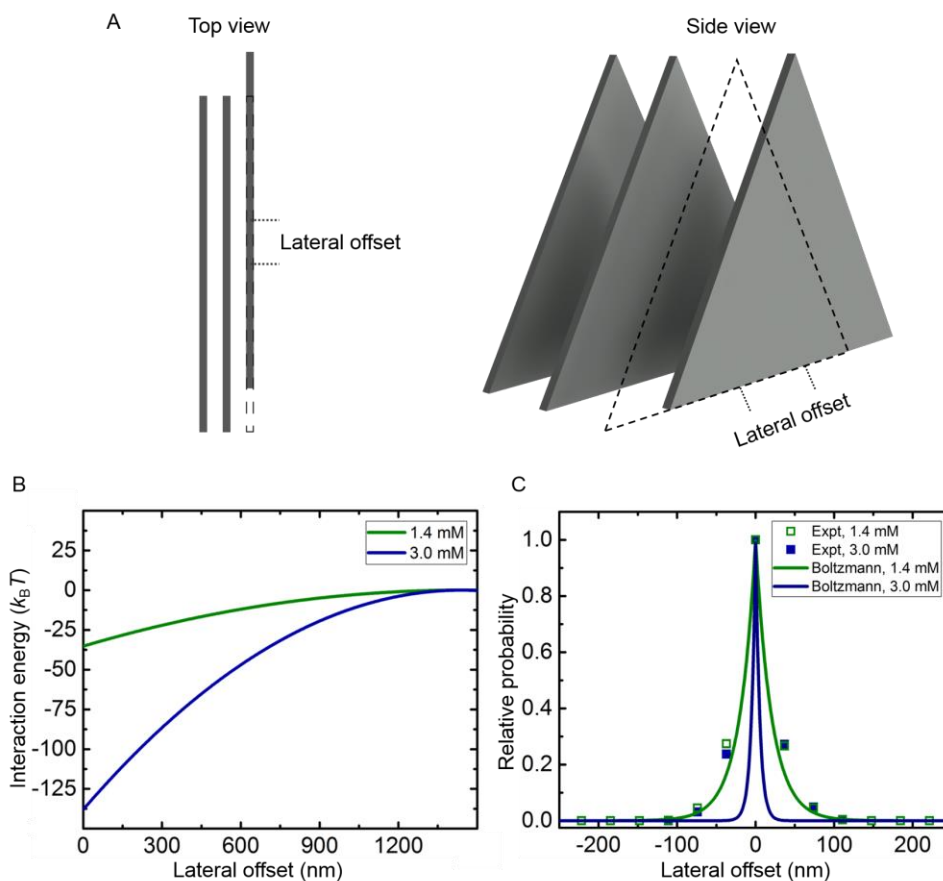 A
Top view
Side view
Lateral offset
Lateral offset
B
25
0
-25
-50
-75
-100
-125
Interaction energy (kB T)
0 300 600 900 1200
Lateral offset (nm)
1.4 mM
3.0 mM
C
1.0
0.8
0.6
0.4
0.2
0.0
Relative probability
-200 -100 0 100 200
Lateral offset (nm)
Expt, 1.4 mM
Expt, 3.0 mM
Boltzmann, 1.4 mM
Boltzmann, 3.0 mM